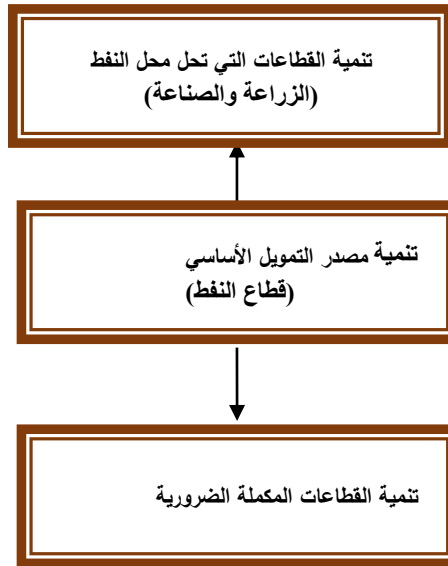 تنمية القطاعات التي تحل محل النفط
(الزراعة والصناعة)
تنمية مصدر التمويل الأساسي
(قطاع النفط)
تنمية القطاعات المكملة الضرورية